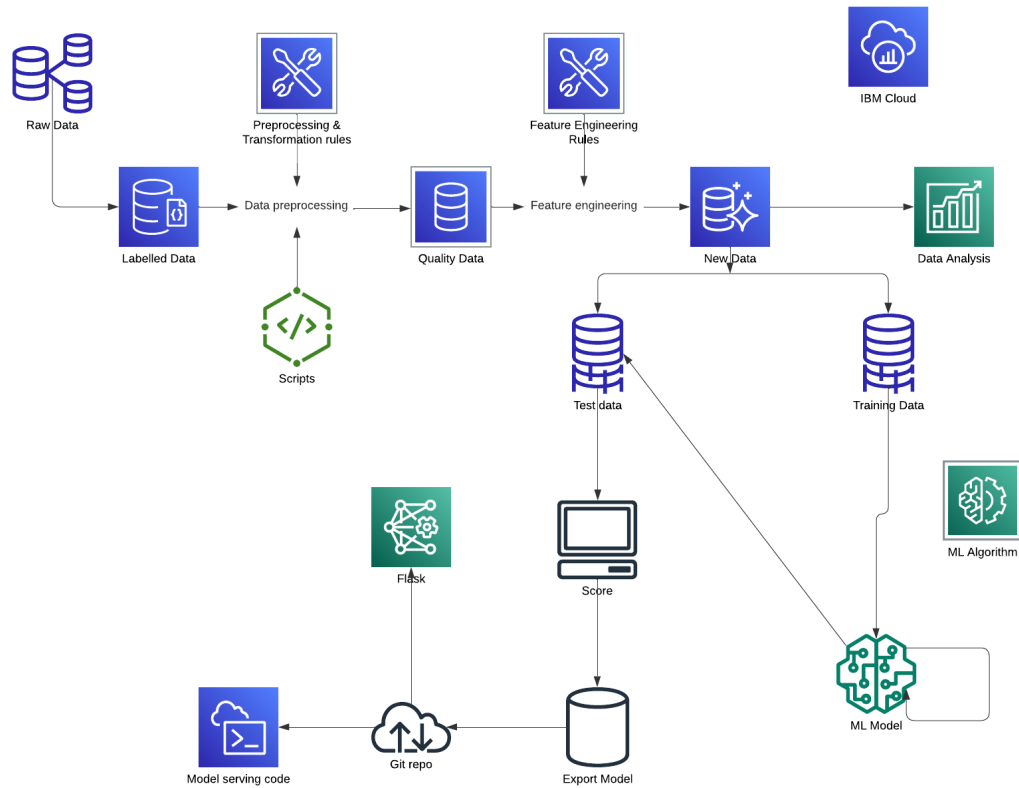 IBM Cloud
Raw Data
Preprocessing &
Transformation rules
Feature Engineering
Rules
Data preprocessing
Feature engineering
Labelled Data
Quality Data
New Data
Data Analysis
Scripts
Test data
Training Data
ML Algorithm
Flask
Score
ML Model
Git repo
Model serving code
Export Model